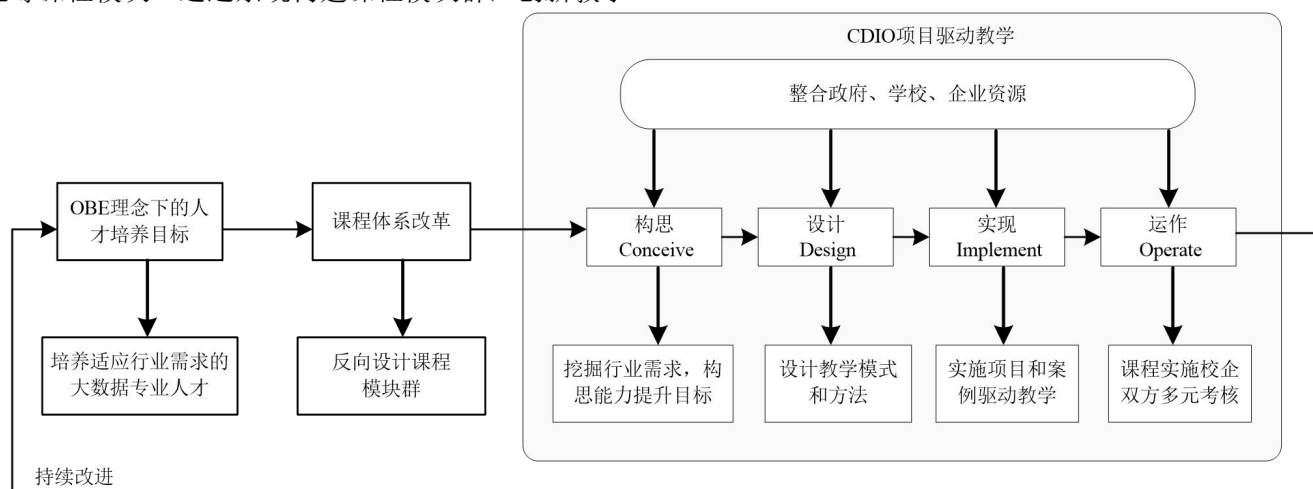 CDIO项目驱动教学
整合政府、学校、企业资源
OBE理念下的人
才培养目标
课程体系改革
构思
Conceive
设计
Design
实现
Implement
运作
Operate
培养适应行业需求的
大数据专业人才
反向设计课程
模块群
挖掘行业需求，构
思能力提升目标
设计教学模式
和方法
实施项目和案
例驱动教学
课程实施校企
双方多元考核
持续改进